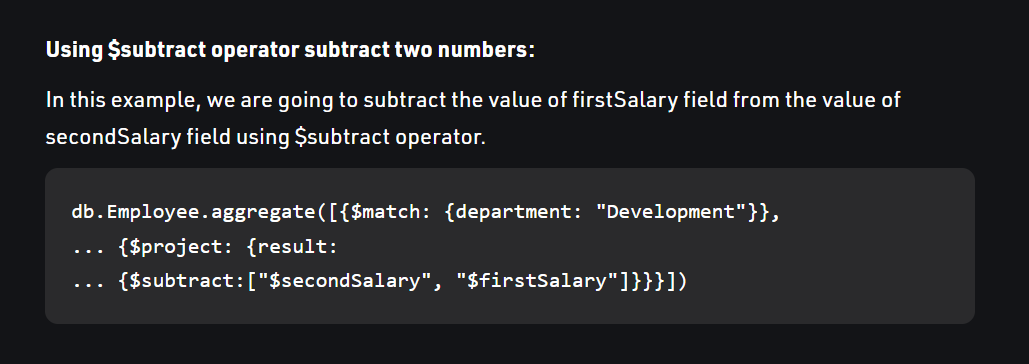 Using $subtract operator subtract two numbers:
In this example, we are going to subtract the value of firstSalary field from the value of
secondSalary field using $subtract operator.
db.Employee.aggregate([{$match: {department: "Development"}},
... {$project: {result:
... {$subtract:["$secondSalary", "$firstSalary"]}}}])